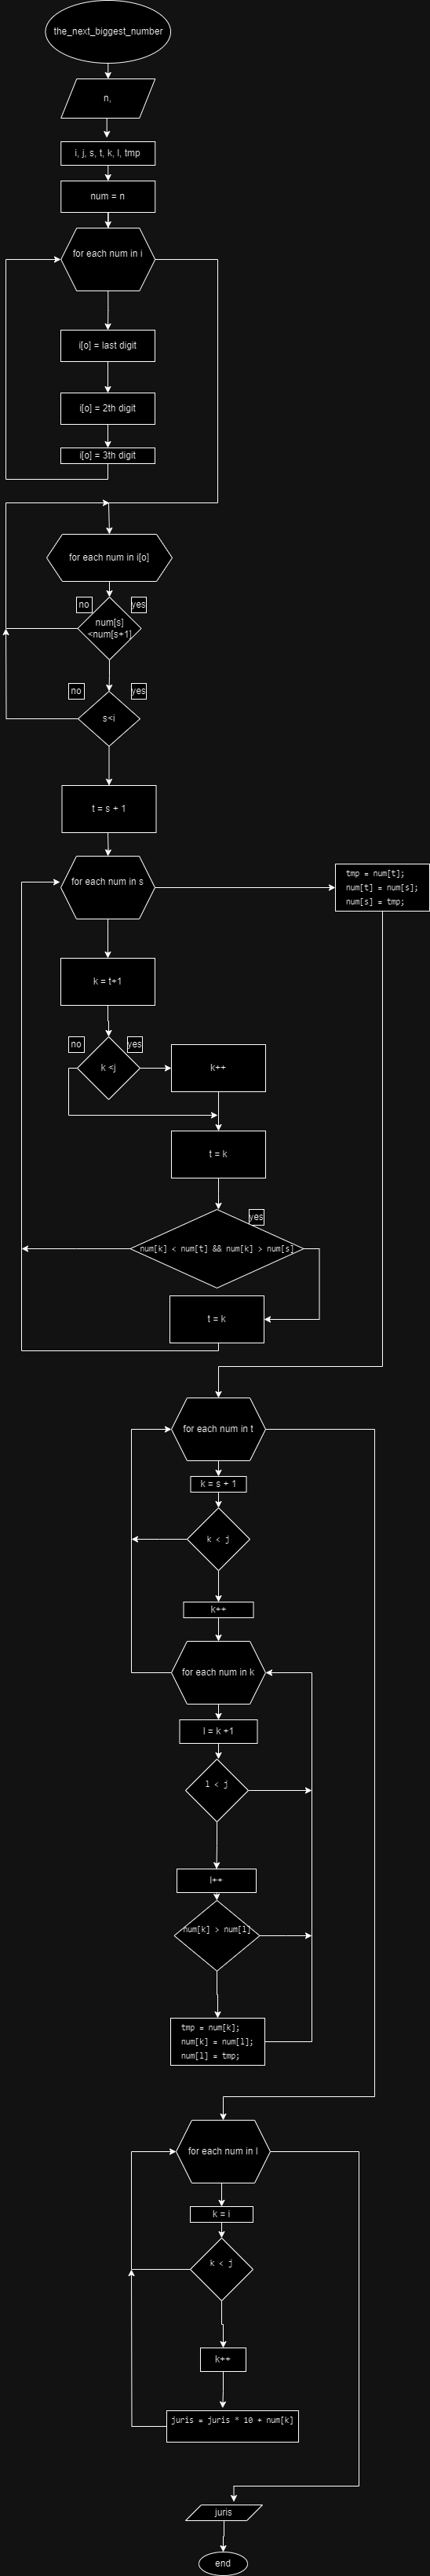 the_next_biggest_number
n,
i, j, s, t, k, l, tmp
num = n
for each num in i
i[o] = last digit
i[o] = 2th digit
i[o] = 3th digit
for each num in i[o]
no
yes
num[s]
<num[s+1]
no
yes
s<i
t = s + 1
for each num in s
tmp = num[t];
num[t] = num[s];
num[s] = tmp;
k = t+1
no
yes
k <j
k++
t = k
yes
num[k] < num[t] && num[k] > num[s]
t = k
for each num in t
k = s + 1
k < j
k++
for each num in k
l = k +1
l < j
l++
num[k] > num[l]
tmp = num[k];
num[k] = num[l];
num[l] = tmp;
for each num in l
k = i
k < j
k++
juris = juris * 10 + num[k]
juris
end